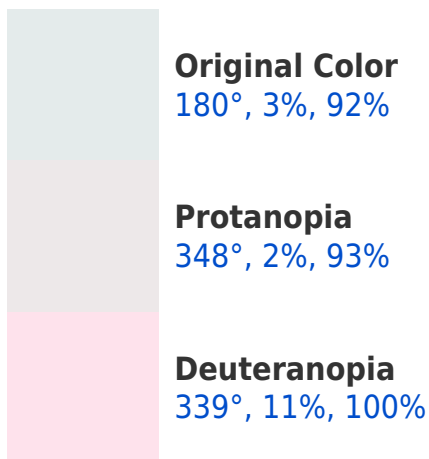 Original Color
180°, 3%, 92%
Protanopia
348°, 2%, 93%
Deuteranopia
339°, 11%, 100%